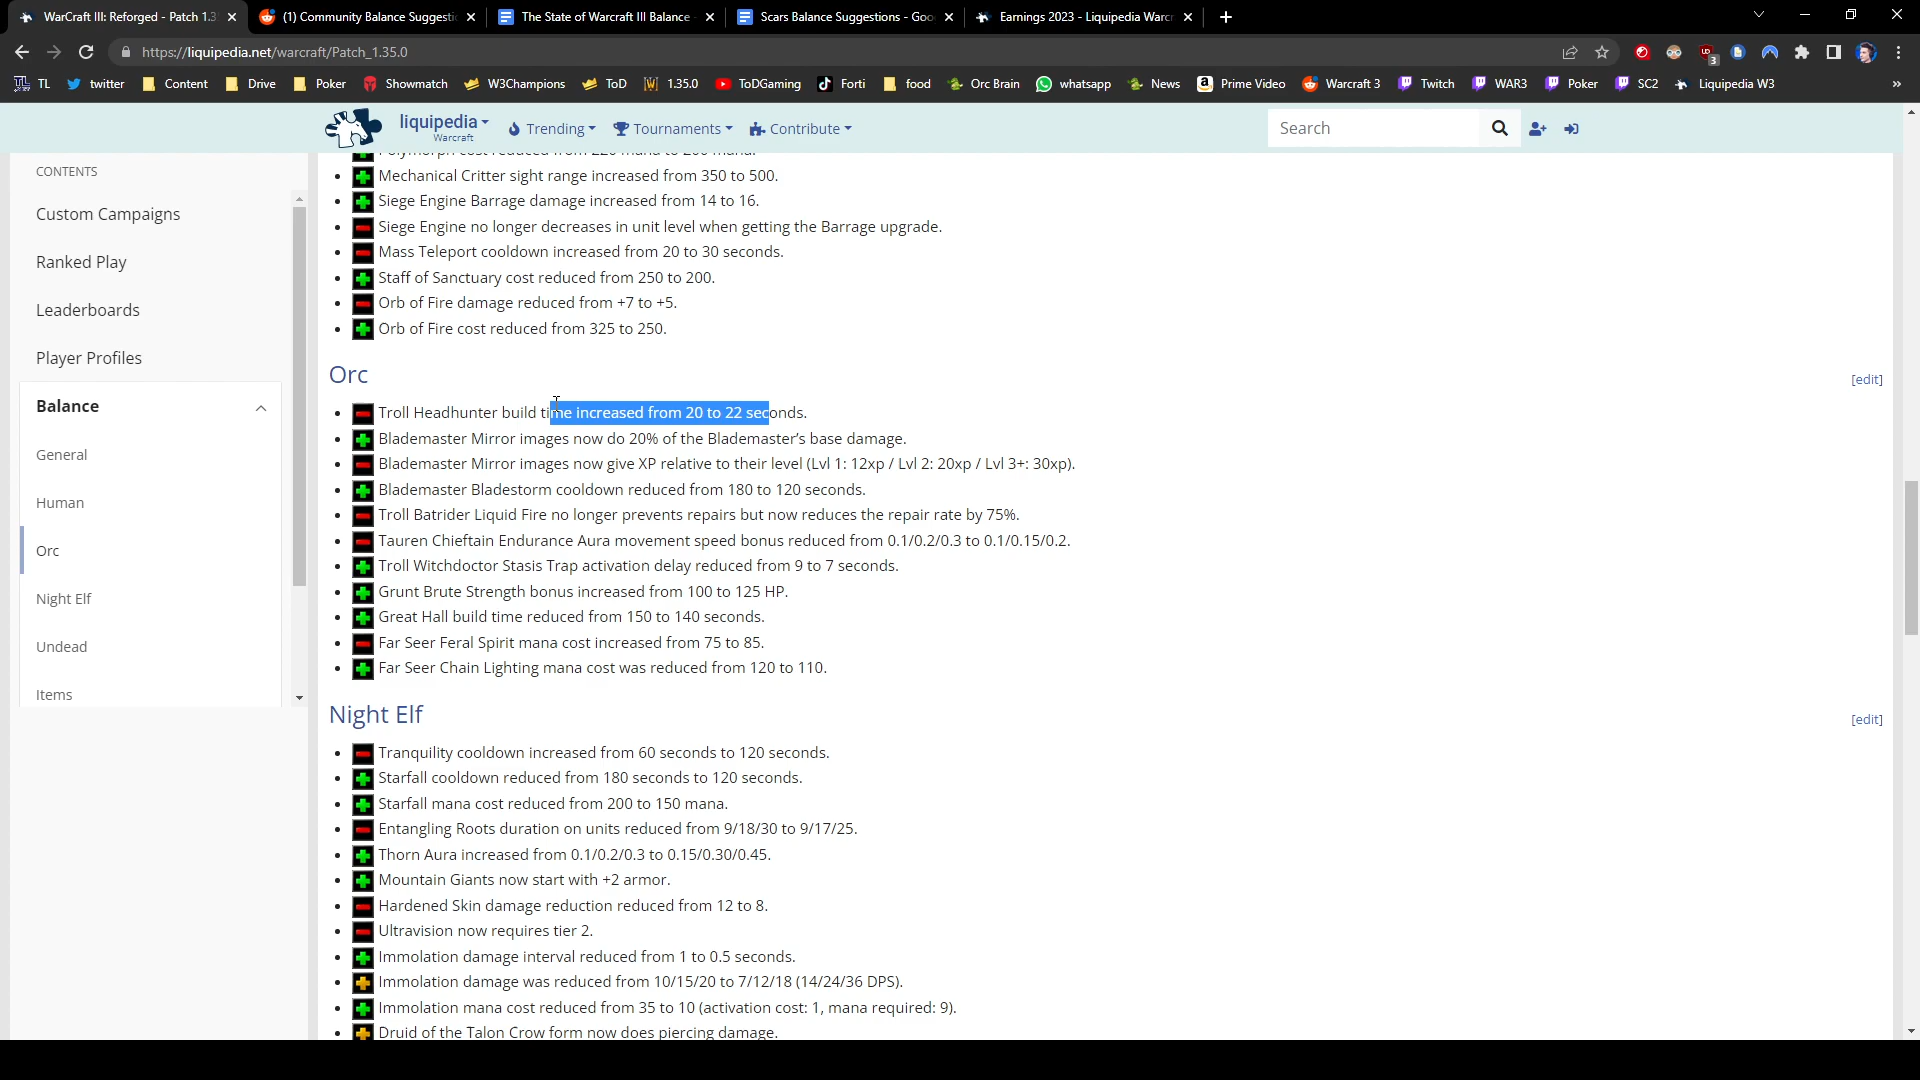 WarCraft III: Reforged - Patch 1.3
(1) Community Balance Suggesti
The State of Warcraft III Balance
Scars Balance Suggestions - Goo
Earnings 2023 - Liquipedia Warc
https://liquipedia.net/warcraft/Patch_1.35.0
3
TL twitter Content Drive Poker Showmatch W3Champions ToD 1.35.0 ToDGaming Forti food Orc Brain whatsapp News Prime Video Warcraft 3 Twitch WAR3 Poker SC2 Liquipedia W3 »
liquipedia
Warcraft
Trending Tournaments Contribute
Search
CONTENTS
Custom Campaigns
Ranked Play
Leaderboards
Player Profiles
Balance
General
Human
Orc
Night Elf
Undead
Items
Polymorph cost reduced from 220 mana to 200 mana.
Mechanical Critter sight range increased from 350 to 500.
Siege Engine Barrage damage increased from 14 to 16.
Siege Engine no longer decreases in unit level when getting the Barrage upgrade.
Mass Teleport cooldown increased from 20 to 30 seconds.
Staff of Sanctuary cost reduced from 250 to 200.
Orb of Fire damage reduced from +7 to +5.
Orb of Fire cost reduced from 325 to 250.
Orc
[edit]
Troll Headhunter build time increased from 20 to 22 seconds.
Blademaster Mirror images now do 20% of the Blademaster's base damage.
Blademaster Mirror images now give XP relative to their level (Lvl 1: 12xp / Lvl 2: 20xp / Lvl 3+: 30xp).
Blademaster Bladestorm cooldown reduced from 180 to 120 seconds.
Troll Batrider Liquid Fire no longer prevents repairs but now reduces the repair rate by 75%.
Tauren Chieftain Endurance Aura movement speed bonus reduced from 0.1/0.2/0.3 to 0.1/0.15/0.2.
Troll Witchdoctor Stasis Trap activation delay reduced from 9 to 7 seconds.
Grunt Brute Strength bonus increased from 100 to 125 HP.
Great Hall build time reduced from 150 to 140 seconds.
Far Seer Feral Spirit mana cost increased from 75 to 85.
Far Seer Chain Lighting mana cost was reduced from 120 to 110.
Night Elf
[edit]
Tranquility cooldown increased from 60 seconds to 120 seconds.
Starfall cooldown reduced from 180 seconds to 120 seconds.
Starfall mana cost reduced from 200 to 150 mana.
Entangling Roots duration on units reduced from 9/18/30 to 9/17/25.
Thorn Aura increased from 0.1/0.2/0.3 to 0.15/0.30/0.45.
Mountain Giants now start with +2 armor.
Hardened Skin damage reduction reduced from 12 to 8.
Ultravision now requires tier 2.
Immolation damage interval reduced from 1 to 0.5 seconds.
Immolation damage was reduced from 10/15/20 to 7/12/18 (14/24/36 DPS).
Immolation mana cost reduced from 35 to 10 (activation cost: 1, mana required: 9).
Druid of the Talon Crow form now does piercing damage.